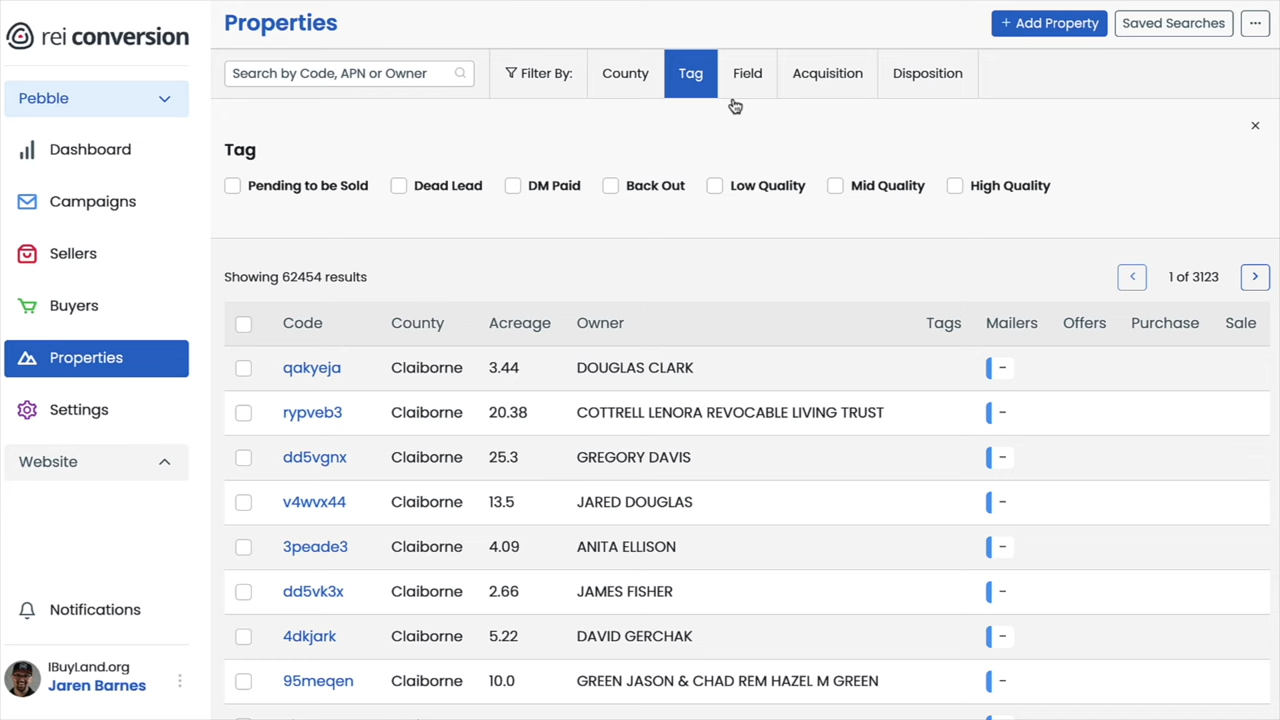 rei conversion
Pebble
Dashboard
Campaigns
Sellers
Buyers
Properties
Settings
Website
Notifications
IBuyLand.org
Jaren Barnes
Properties
+ Add Property
Saved Searches
...
Search by Code, APN or Owner
Filter By:
County
Tag
Field
Acquisition
Disposition
Tag
Pending to be Sold
Dead Lead
DM Paid
Back Out
Low Quality
Mid Quality
High Quality
Showing 62454 results
1 of 3123
Code County Acreage Owner Tags Mailers Offers Purchase Sale
qakyeja Claiborne 3.44 DOUGLAS CLARK -
rypveb3 Claiborne 20.38 COTTRELL LENORA REVOCABLE LIVING TRUST -
dd5vgnx Claiborne 25.3 GREGORY DAVIS -
v4wvx44 Claiborne 13.5 JARED DOUGLAS -
3peade3 Claiborne 4.09 ANITA ELLISON -
dd5vk3x Claiborne 2.66 JAMES FISHER -
4dkjark Claiborne 5.22 DAVID GERCHAK -
95meqen Claiborne 10.0 GREEN JASON & CHAD REM HAZEL M GREEN -